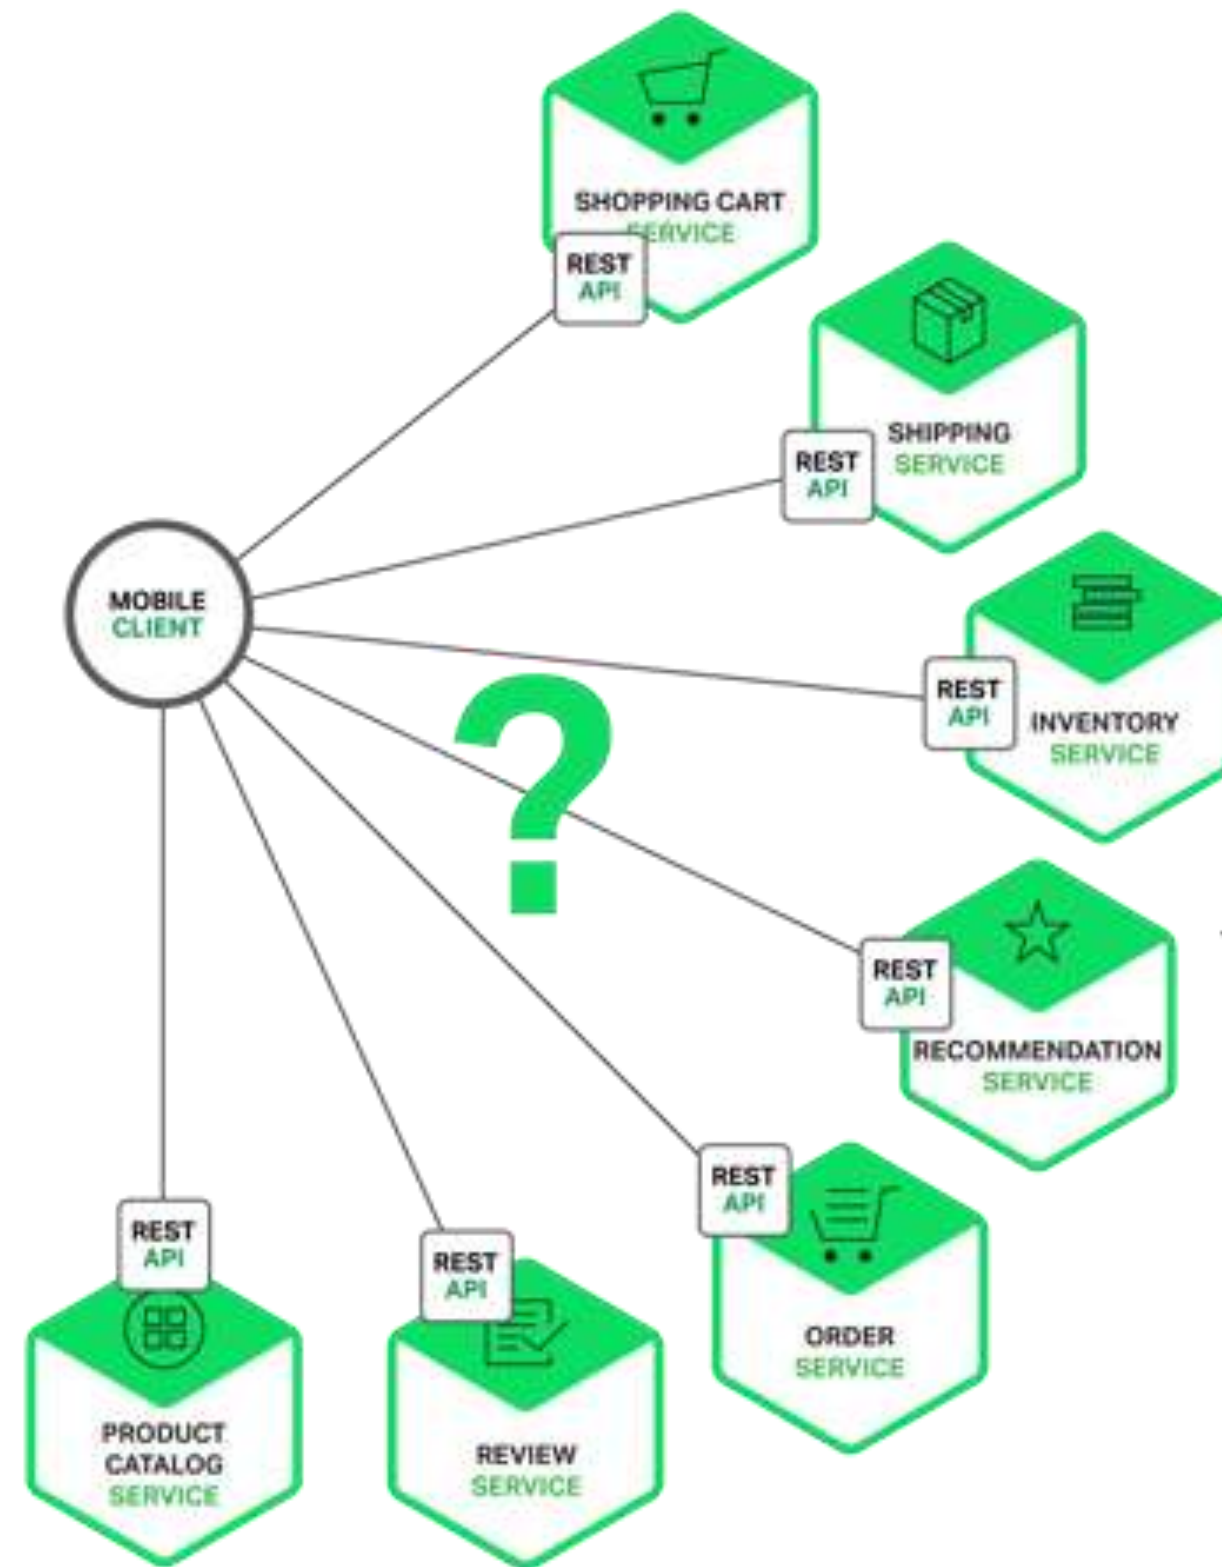 SHOPPING CART
SERVICE
REST
API
SHIPPING
SERVICE
REST
API
MOBILE
CLIENT
REST
API
INVENTORY
SERVICE
?
REST
API
RECOMMENDATION
SERVICE
REST
API
ORDER
SERVICE
REST
API
REVIEW
SERVICE
REST
API
PRODUCT
CATALOG
SERVICE